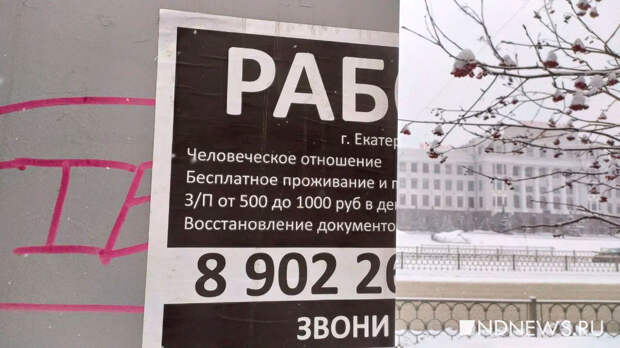 РАБ
г. Екатер
Человеческое отношение
Бесплатное проживание и п
З/П от 500 до 1000 руб в де
Восстановление документо
8 902 26
ЗВОНИ
NDNEWS.RU